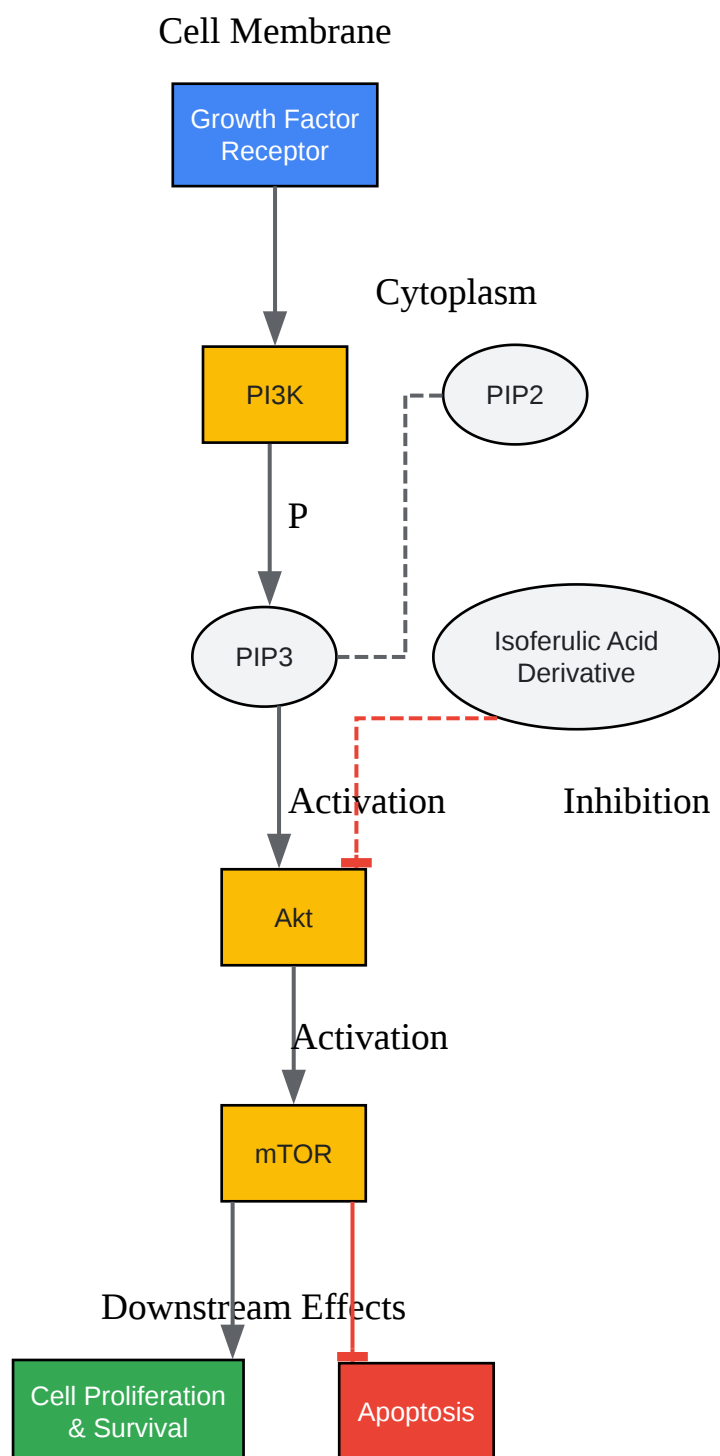 Cell Membrane
Growth Factor
Receptor
Cytoplasm
PI3K
PIP2
P
PIP3
Isoferulic Acid
Derivative
Activation
Inhibition
Akt
Activation
mTOR
Downstream Effects
Cell Proliferation
& Survival
Apoptosis